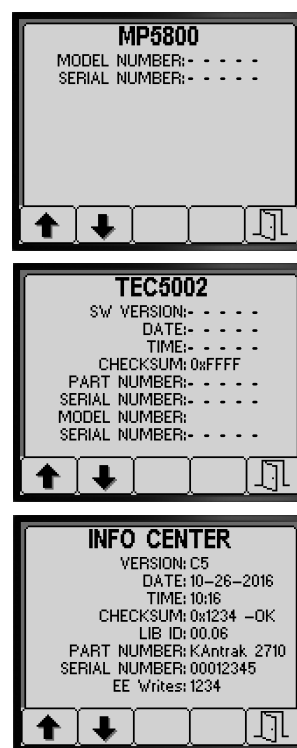 MP5800
MODEL NUMBER:- - - - -
SERIAL NUMBER:- - - - -
TEC5002
SW VERSION:- - - - -
DATE:- - - - -
TIME:- - - - -
CHECKSUM: 0xFFFF
PART NUMBER:- - - - -
SERIAL NUMBER:- - - - -
MODEL NUMBER:
SERIAL NUMBER:- - - - -
INFO CENTER
VERSION: C5
DATE: 10-26-2016
TIME: 10:16
CHECKSUM: 0x1234 -OK
LIB ID: 00.06
PART NUMBER: KAntrak 2710
SERIAL NUMBER: 00012345
EE Writes: 1234